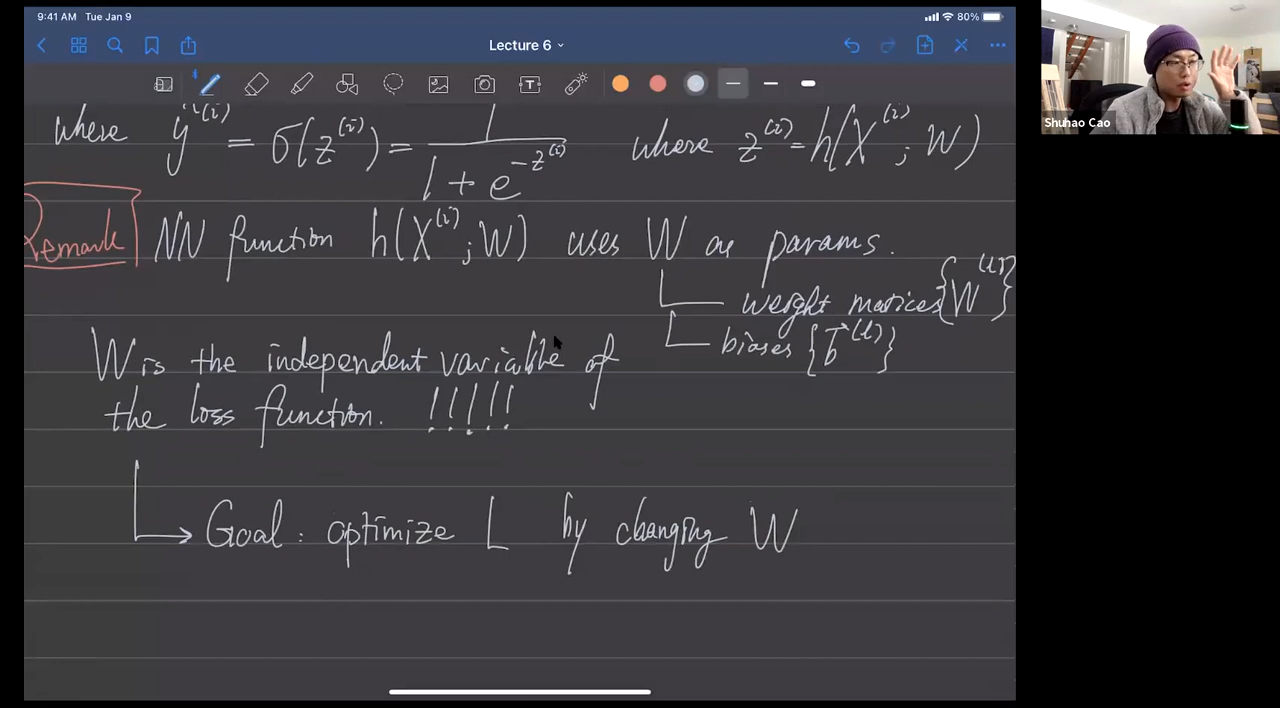 9:41 AM Tue Jan 9
80%
Lecture 6
Shuhao Cao
where ŷ^(i) = σ(z^(i)) = 1 / (1 + e^(-z^(i))) where z^(i) = h(X^(i); W)
Remark NN function h(X^(i); W) uses W as params.
weight matices {W^(l)}
biases {b⃗^(l)}
W is the independent variable of
the loss function. !!!!!
Goal: optimize L by changing W